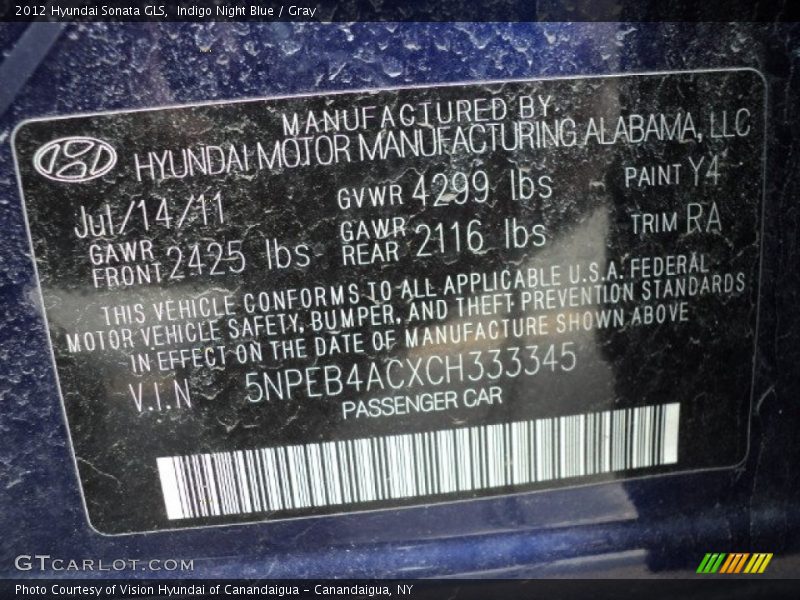 2012 Hyundai Sonata GLS, Indigo Night Blue / Gray
MANUFACTURED BY
HYUNDAI MOTOR MANUFACTURING ALABAMA, LLC
Jul/14/11 GVWR 4299 lbs PAINT Y4
GAWR FRONT 2425 lbs GAWR REAR 2116 lbs TRIM RA
THIS VEHICLE CONFORMS TO ALL APPLICABLE U.S.A. FEDERAL
MOTOR VEHICLE SAFETY, BUMPER, AND THEFT PREVENTION STANDARDS
IN EFFECT ON THE DATE OF MANUFACTURE SHOWN ABOVE
V.I.N 5NPEB4ACXCH333345
PASSENGER CAR
GTCARLOT.COM
Photo Courtesy of Vision Hyundai of Canandaigua - Canandaigua, NY